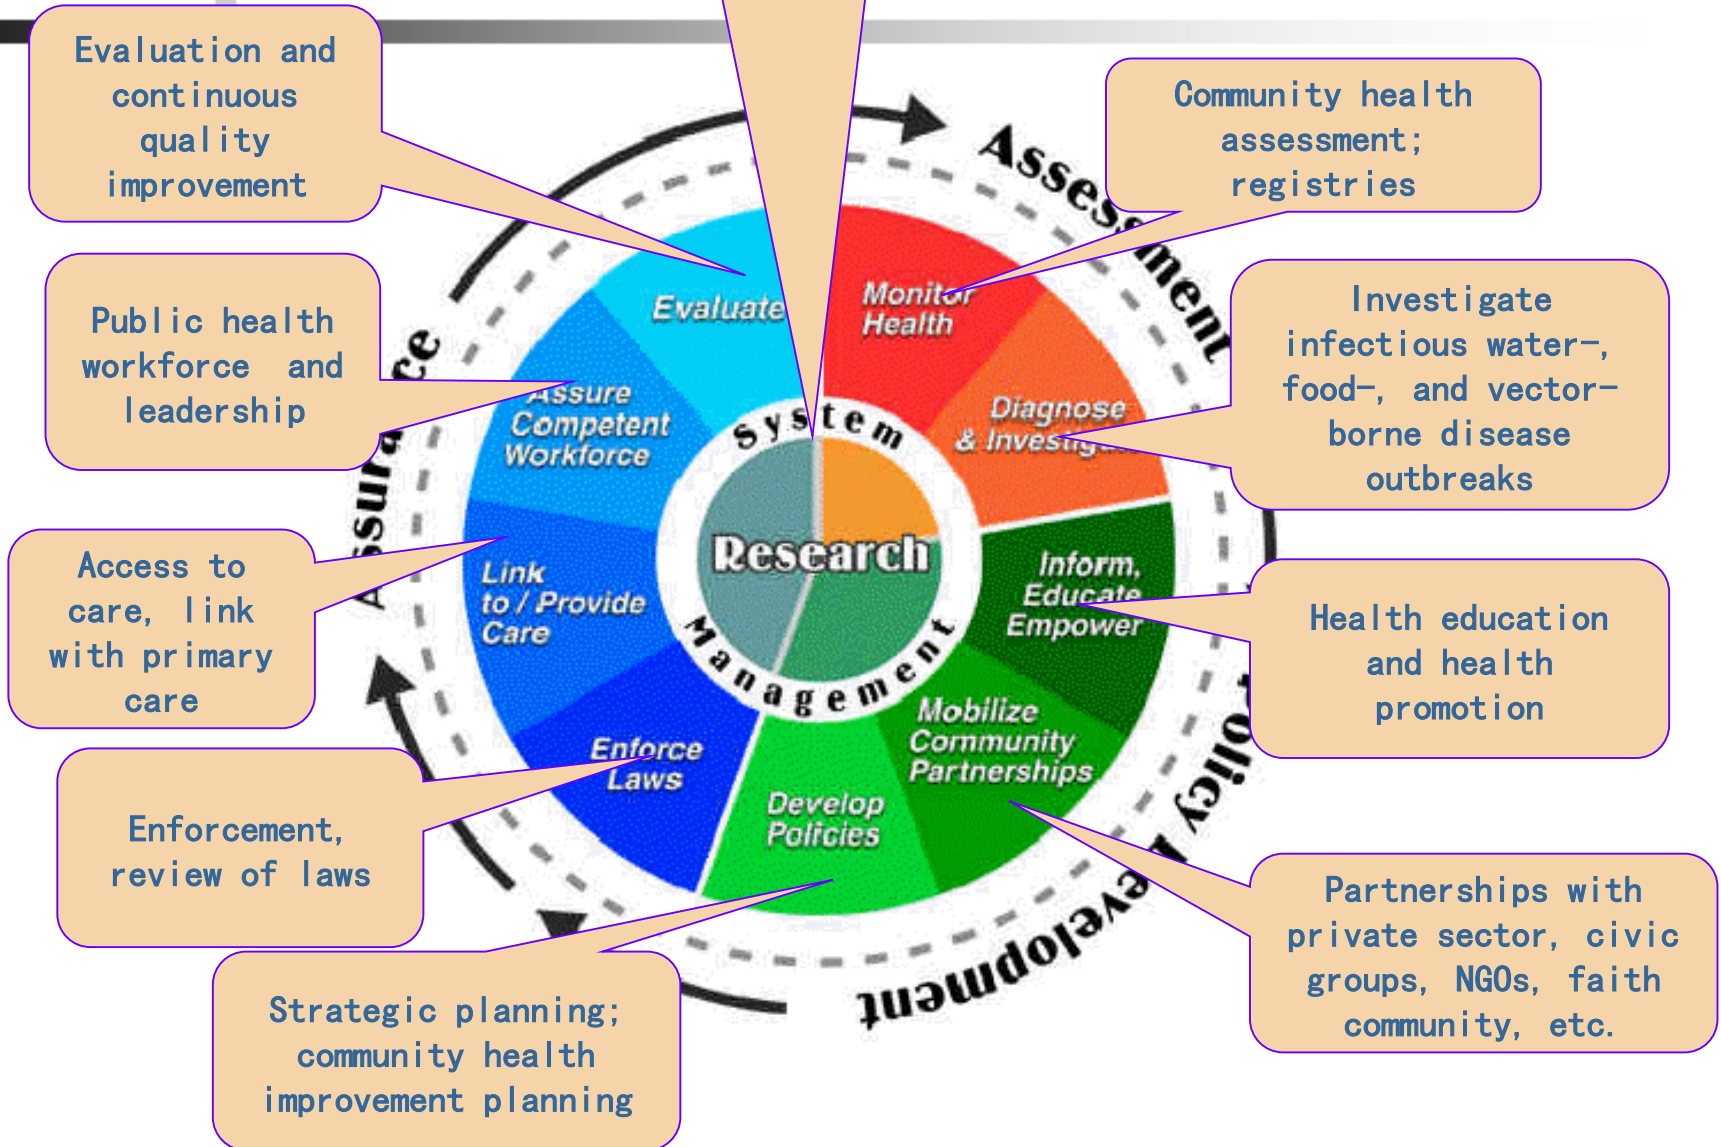 Evaluation and
continuous
quality
improvement
Community health
assessment;
registries
Public health
workforce and
leadership
Investigate
infectious water-,
food-, and vector-
borne disease
outbreaks
Access to
care, link
with primary
care
Health education
and health
promotion
Enforcement,
review of laws
Partnerships with
private sector, civic
groups, NGOs, faith
community, etc.
Strategic planning;
community health
improvement planning
Assessment
Policy Development
Assurance
Evaluate
Monitor
Health
Diagnose
& Investigate
Inform,
Educate
Empower
Mobilize
Community
Partnerships
Develop
Policies
Enforce
Laws
Link
to / Provide
Care
Assure
Competent
Workforce
System
Management
Research